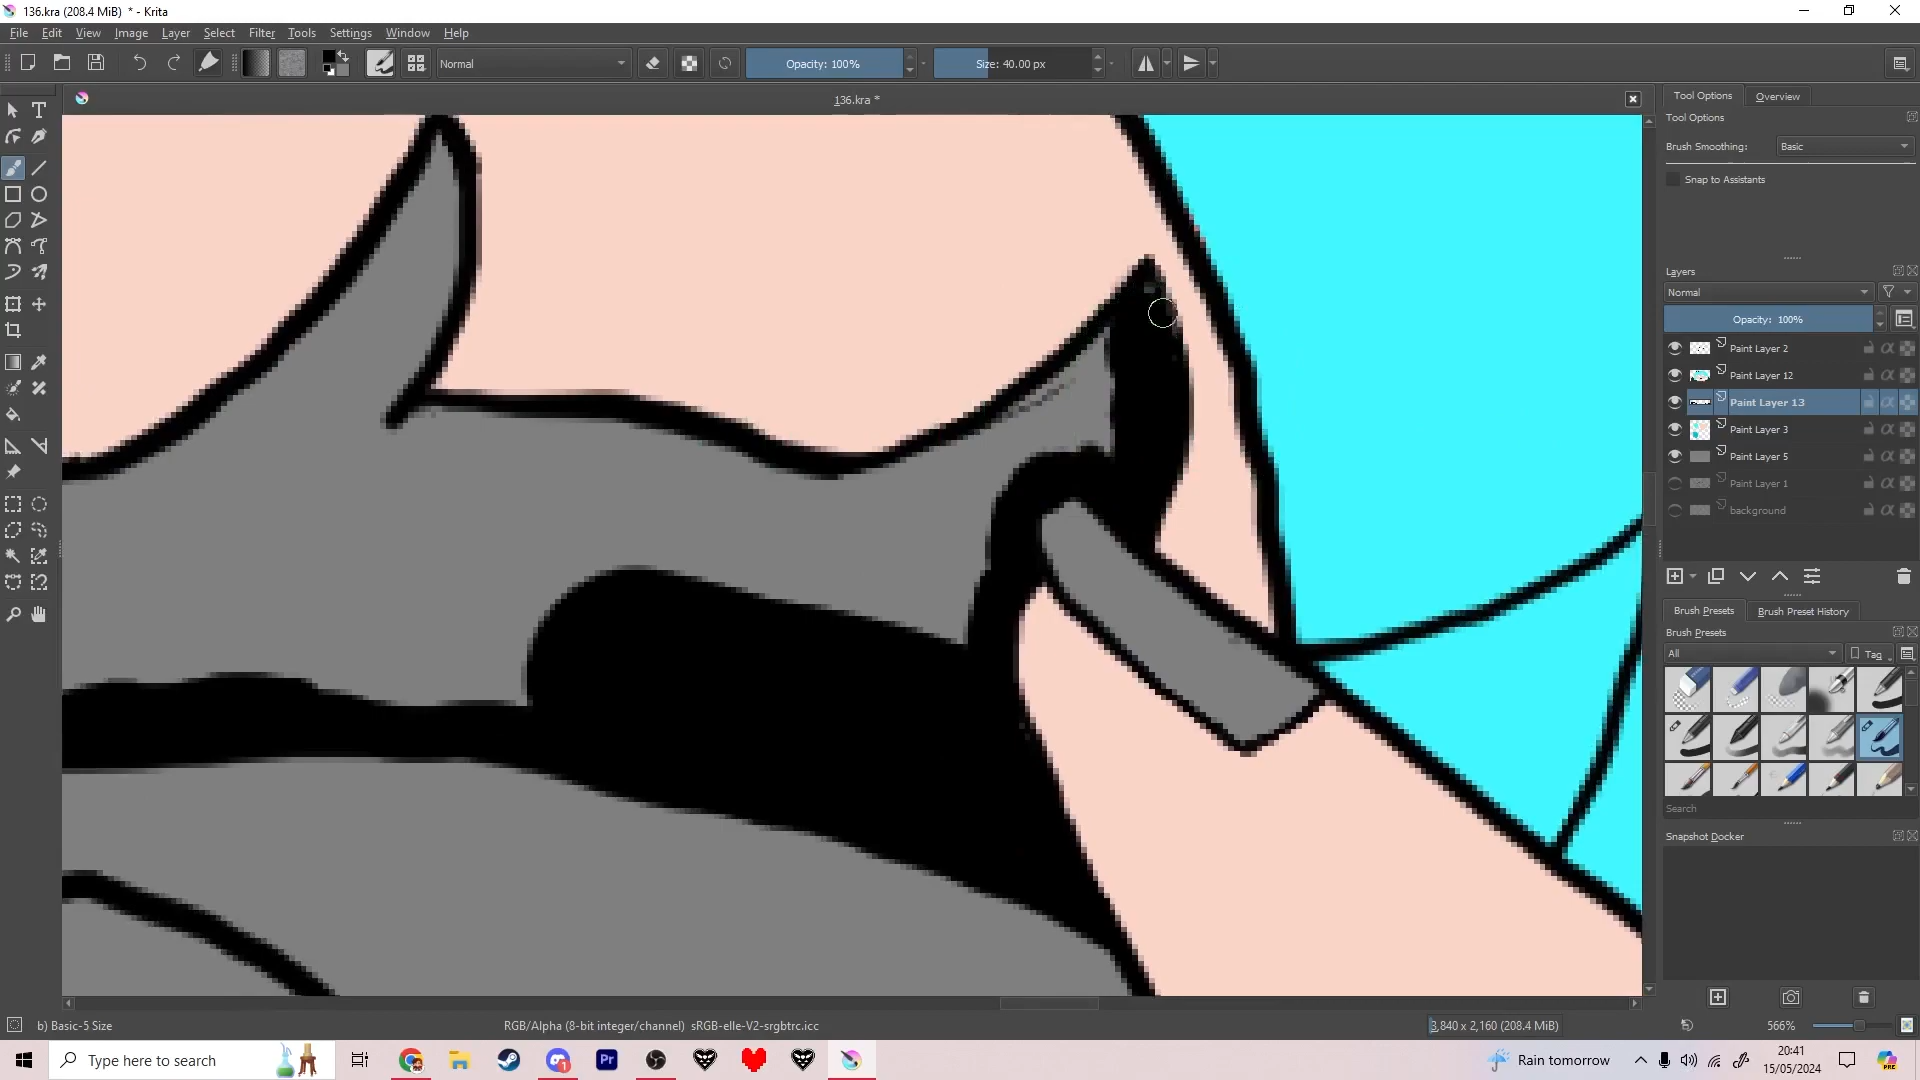 136.kra (208.4 MiB)  * - Krita
File Edit View Image Layer Select Filter Tools Settings Window Help
Normal
Opacity: 100%
Size: 40.00 px
136.kra *
Tool Options
Overview
Tool Options
Brush Smoothing:
Basic
Snap to Assistants
Layers
Normal
Opacity:  100%
Paint Layer 2
Paint Layer 12
Paint Layer 13
Paint Layer 3
Paint Layer 5
Paint Layer 1
background
Brush Presets
Brush Preset History
Brush Presets
All
Tag
Search
Snapshot Docker
b) Basic-5 Size
RGB/Alpha (8-bit integer/channel)  sRGB-elle-V2-srgbtrc.icc
3,840 x 2,160 (208.4 MiB)
566%
Type here to search
Pr
1
Rain tomorrow
20:41
15/05/2024
PRE